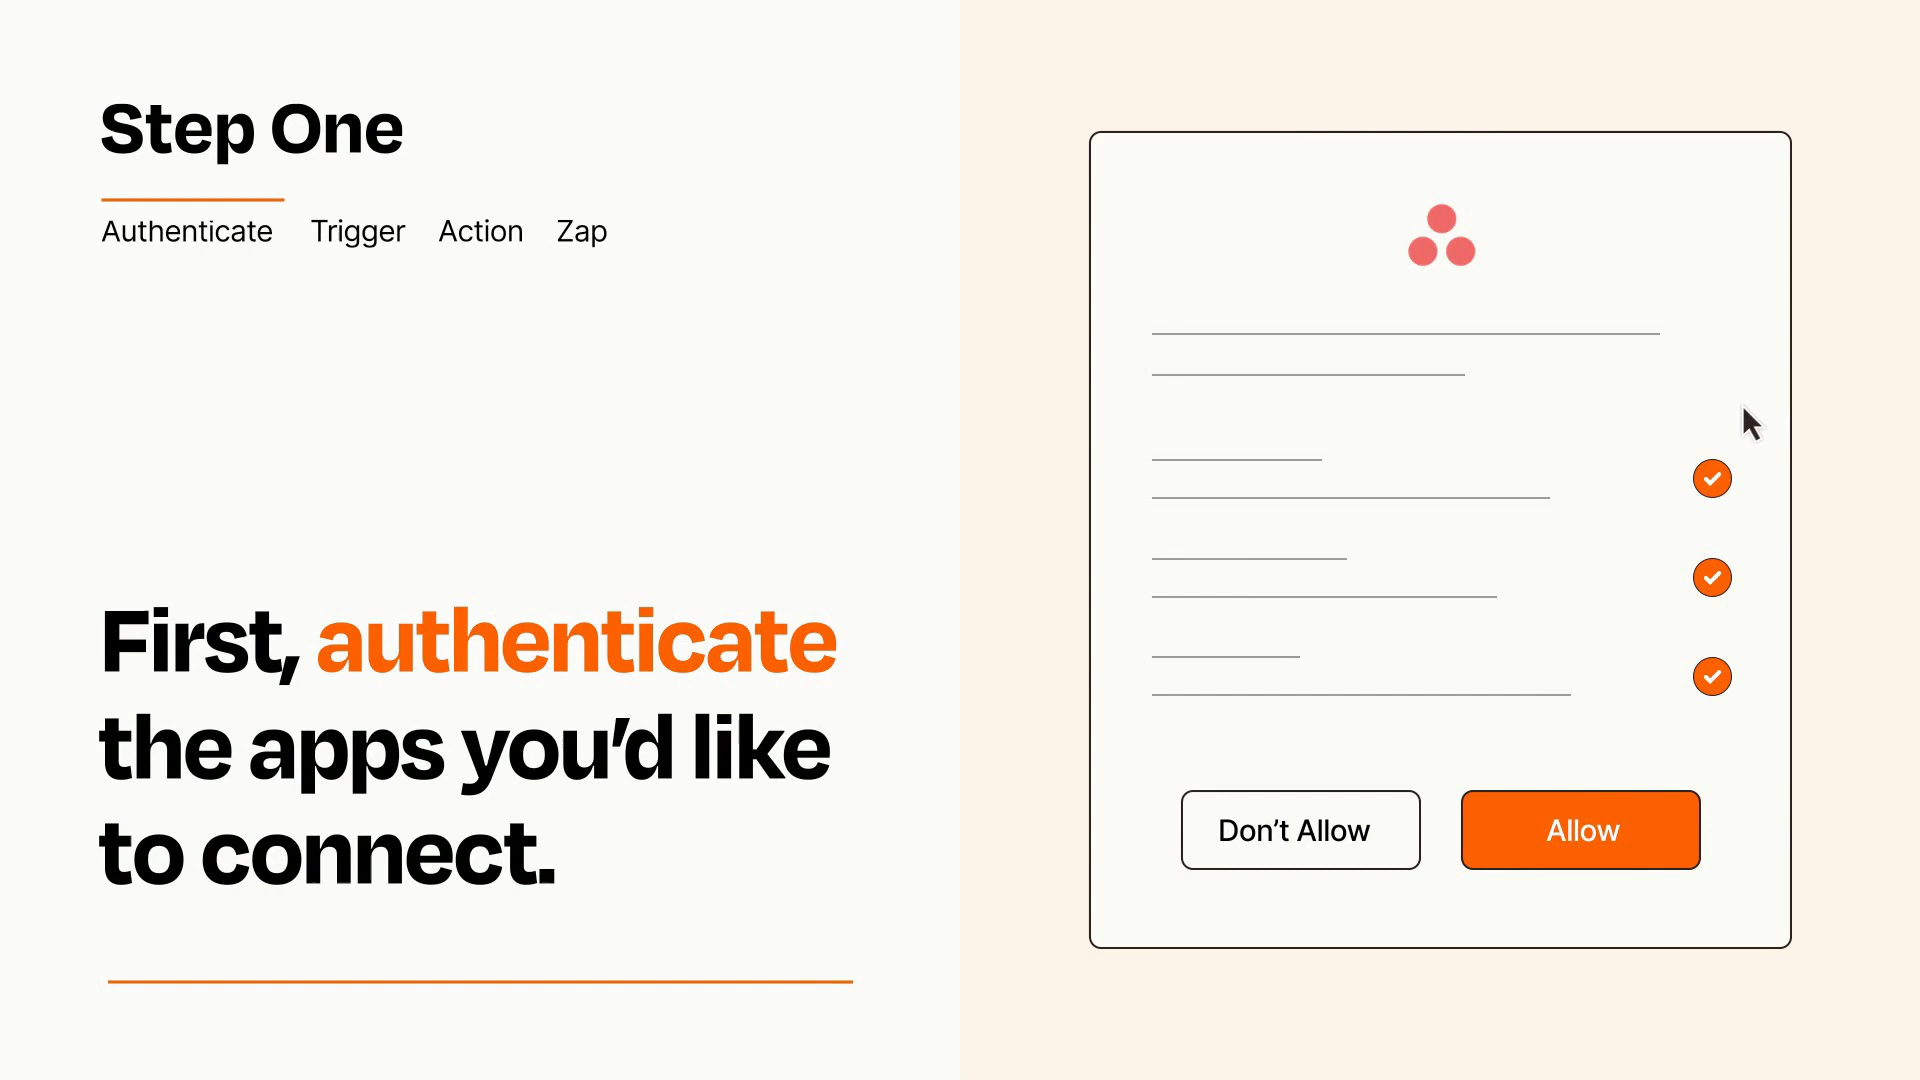 Step One
Authenticate Trigger Action Zap
First, authenticate
the apps you’d like
to connect.
Don’t Allow
Allow